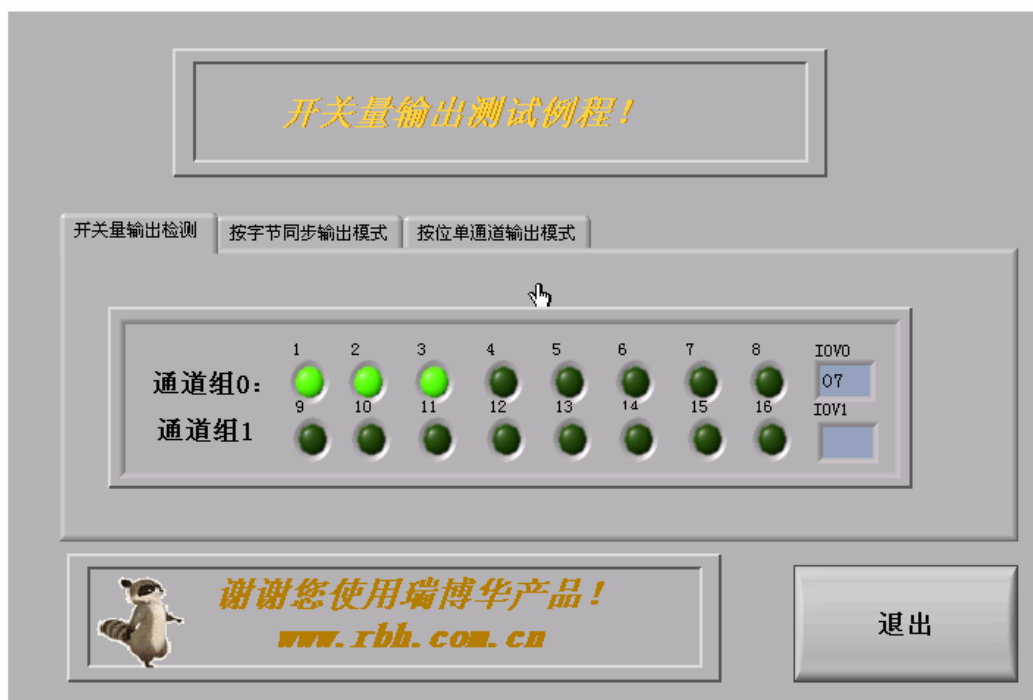 开关量输出测试例程!
开关量输出检测 按字节同步输出模式 按位单通道输出模式
1 2 3 4 5 6 7 8 IOV0
通道组0: 07
9 10 11 12 13 14 15 16 IOV1
通道组1
谢谢您使用瑞博华产品!
www.rbh.com.cn
退出